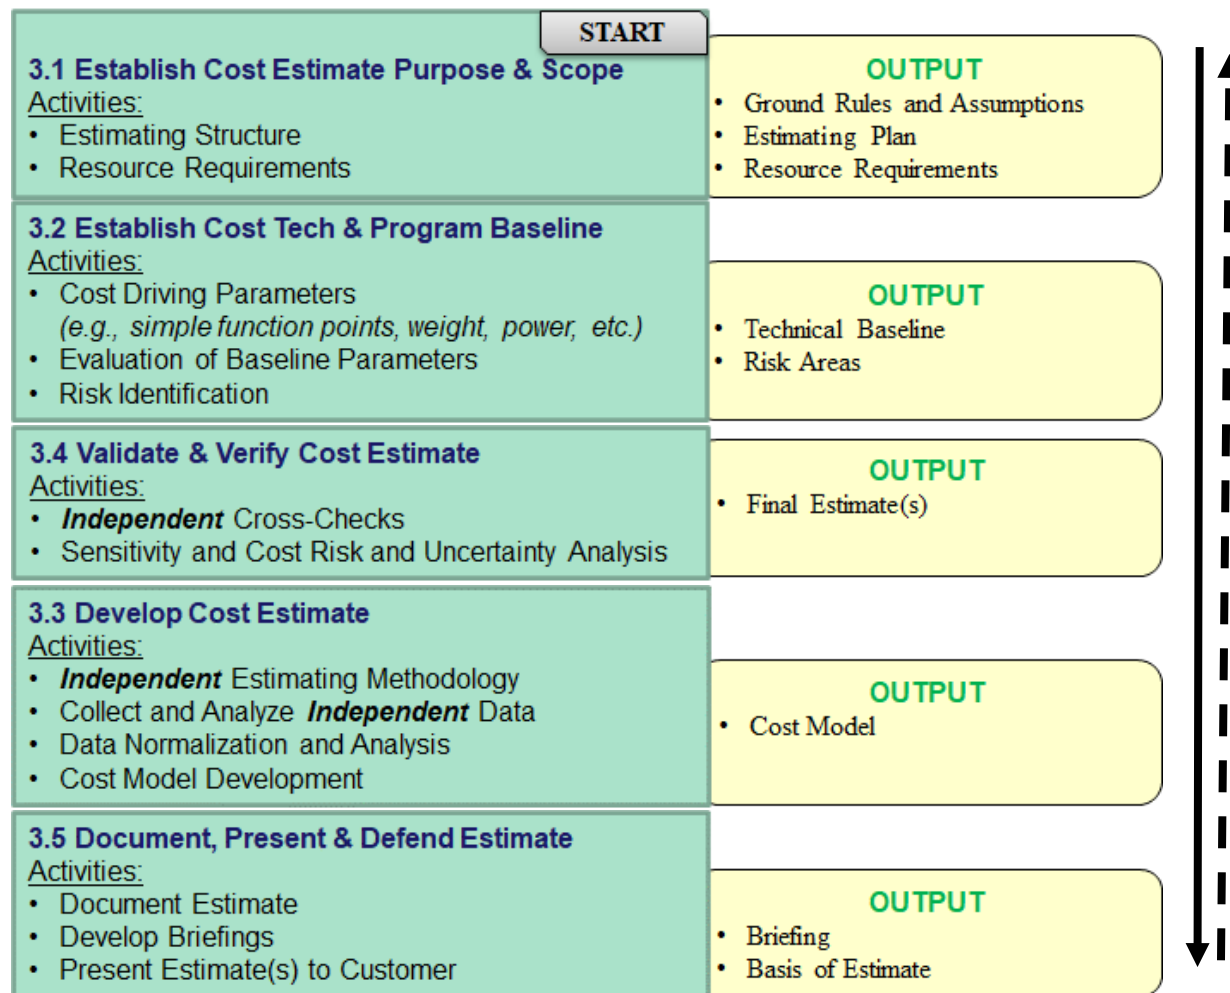 START
3.1 Establish Cost Estimate Purpose & Scope
Activities:
• Estimating Structure
• Resource Requirements
OUTPUT
• Ground Rules and Assumptions
• Estimating Plan
• Resource Requirements
3.2 Establish Cost Tech & Program Baseline
Activities:
• Cost Driving Parameters
(e.g., simple function points, weight, power, etc.)
• Evaluation of Baseline Parameters
• Risk Identification
OUTPUT
• Technical Baseline
• Risk Areas
3.4 Validate & Verify Cost Estimate
Activities:
• Independent Cross-Checks
• Sensitivity and Cost Risk and Uncertainty Analysis
OUTPUT
• Final Estimate(s)
3.3 Develop Cost Estimate
Activities:
• Independent Estimating Methodology
• Collect and Analyze Independent Data
• Data Normalization and Analysis
• Cost Model Development
OUTPUT
• Cost Model
3.5 Document, Present & Defend Estimate
Activities:
• Document Estimate
• Develop Briefings
• Present Estimate(s) to Customer
OUTPUT
• Briefing
• Basis of Estimate